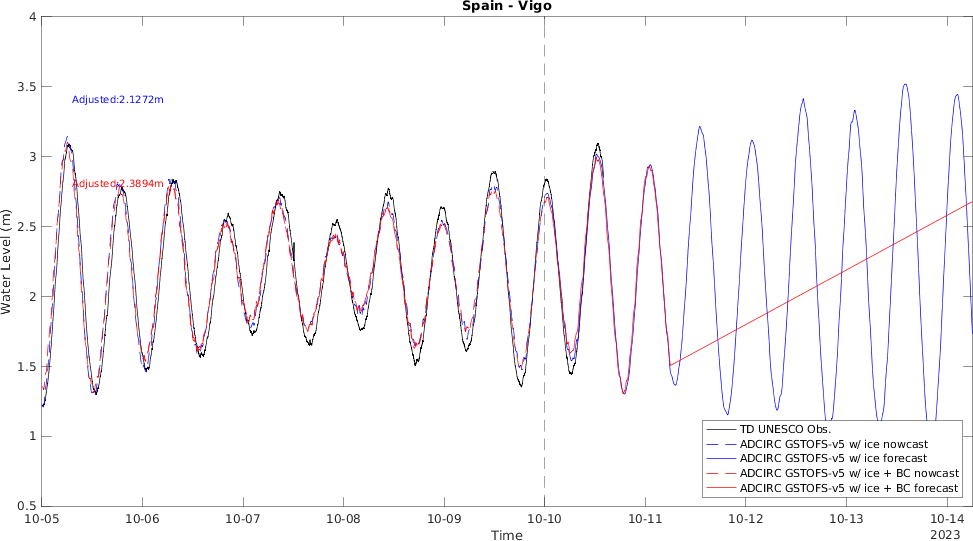 Spain - Vigo
4
3.5
3
2.5
2
1.5
1
0.5
Water Level (m)
Adjusted:2.1272m
Adjusted:2.3894m
TD UNESCO Obs.
ADCIRC GSTOFS-v5 w/ ice nowcast
ADCIRC GSTOFS-v5 w/ ice forecast
ADCIRC GSTOFS-v5 w/ ice + BC nowcast
ADCIRC GSTOFS-v5 w/ ice + BC forecast
10-05 10-06 10-07 10-08 10-09 10-10 10-11 10-12 10-13 10-14
2023
Time